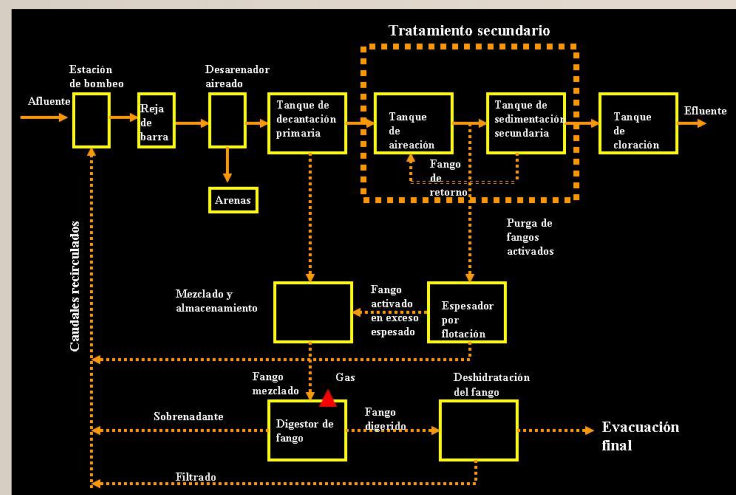 Tratamiento secundario
Estación
de bombeo
Desarenador
aireado
Afluente
Reja
de
barra
Tanque de
decantación
primaria
Tanque
de
aireación
Tanque de
sedimentación
secundaria
Tanque
de
cloración
Efluente
Fango
de
retorno
Arenas
Purga de
fangos
activados
Caudales recirculados
Mezclado y
almacenamiento
Fango
activado
en exceso
espesado
Espesador
por
flotación
Fango
mezclado
Gas
Deshidratación
del fango
Sobrenadante
Digestor de
fango
Fango
digerido
Evacuación
final
Filtrado